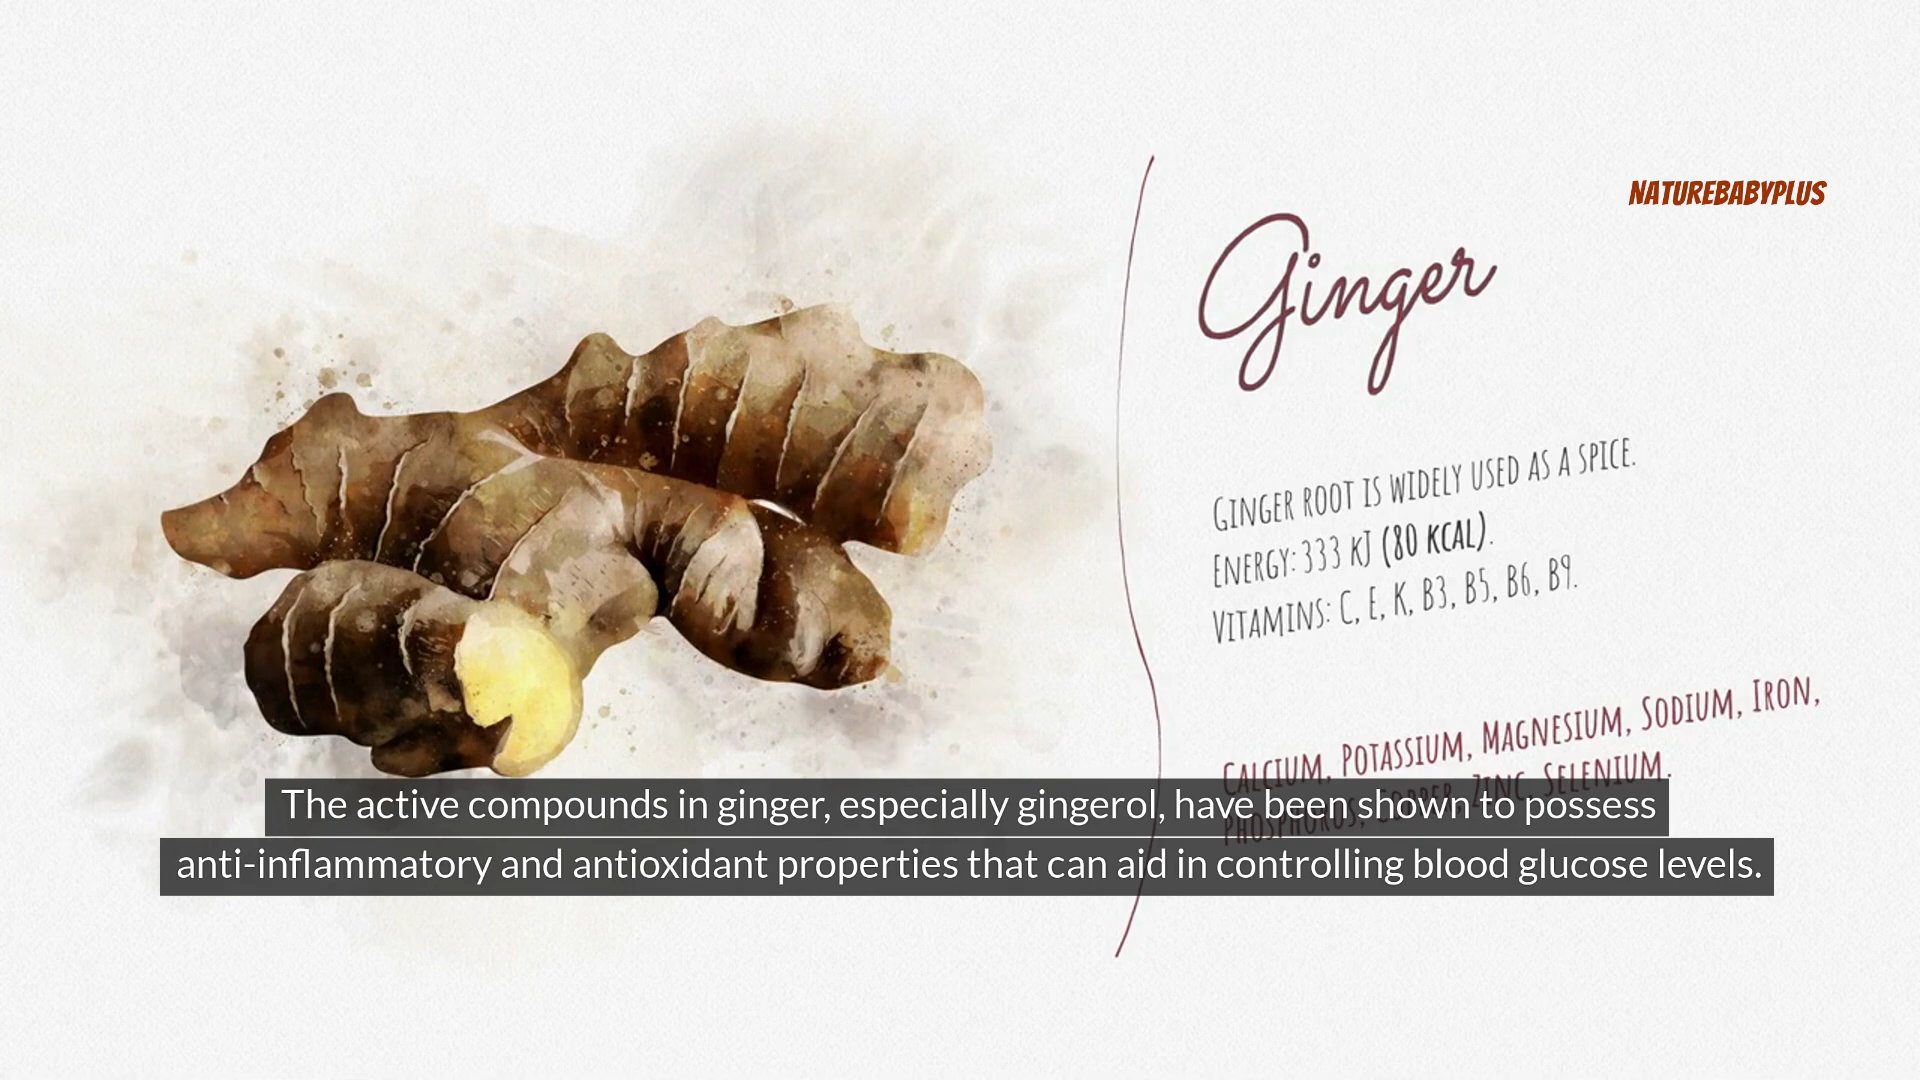 NATUREBABYPLUS
Ginger
GINGER ROOT IS WIDELY USED AS A SPICE.
ENERGY: 333 KJ (80 KCAL).
VITAMINS: C, E, K, B3, B5, B6, B9.
CALCIUM, POTASSIUM, MAGNESIUM, SODIUM, IRON,
PHOSPHORUS, COPPER, ZINC, SELENIUM.
The active compounds in ginger, especially gingerol, have been shown to possess
anti-inflammatory and antioxidant properties that can aid in controlling blood glucose levels.